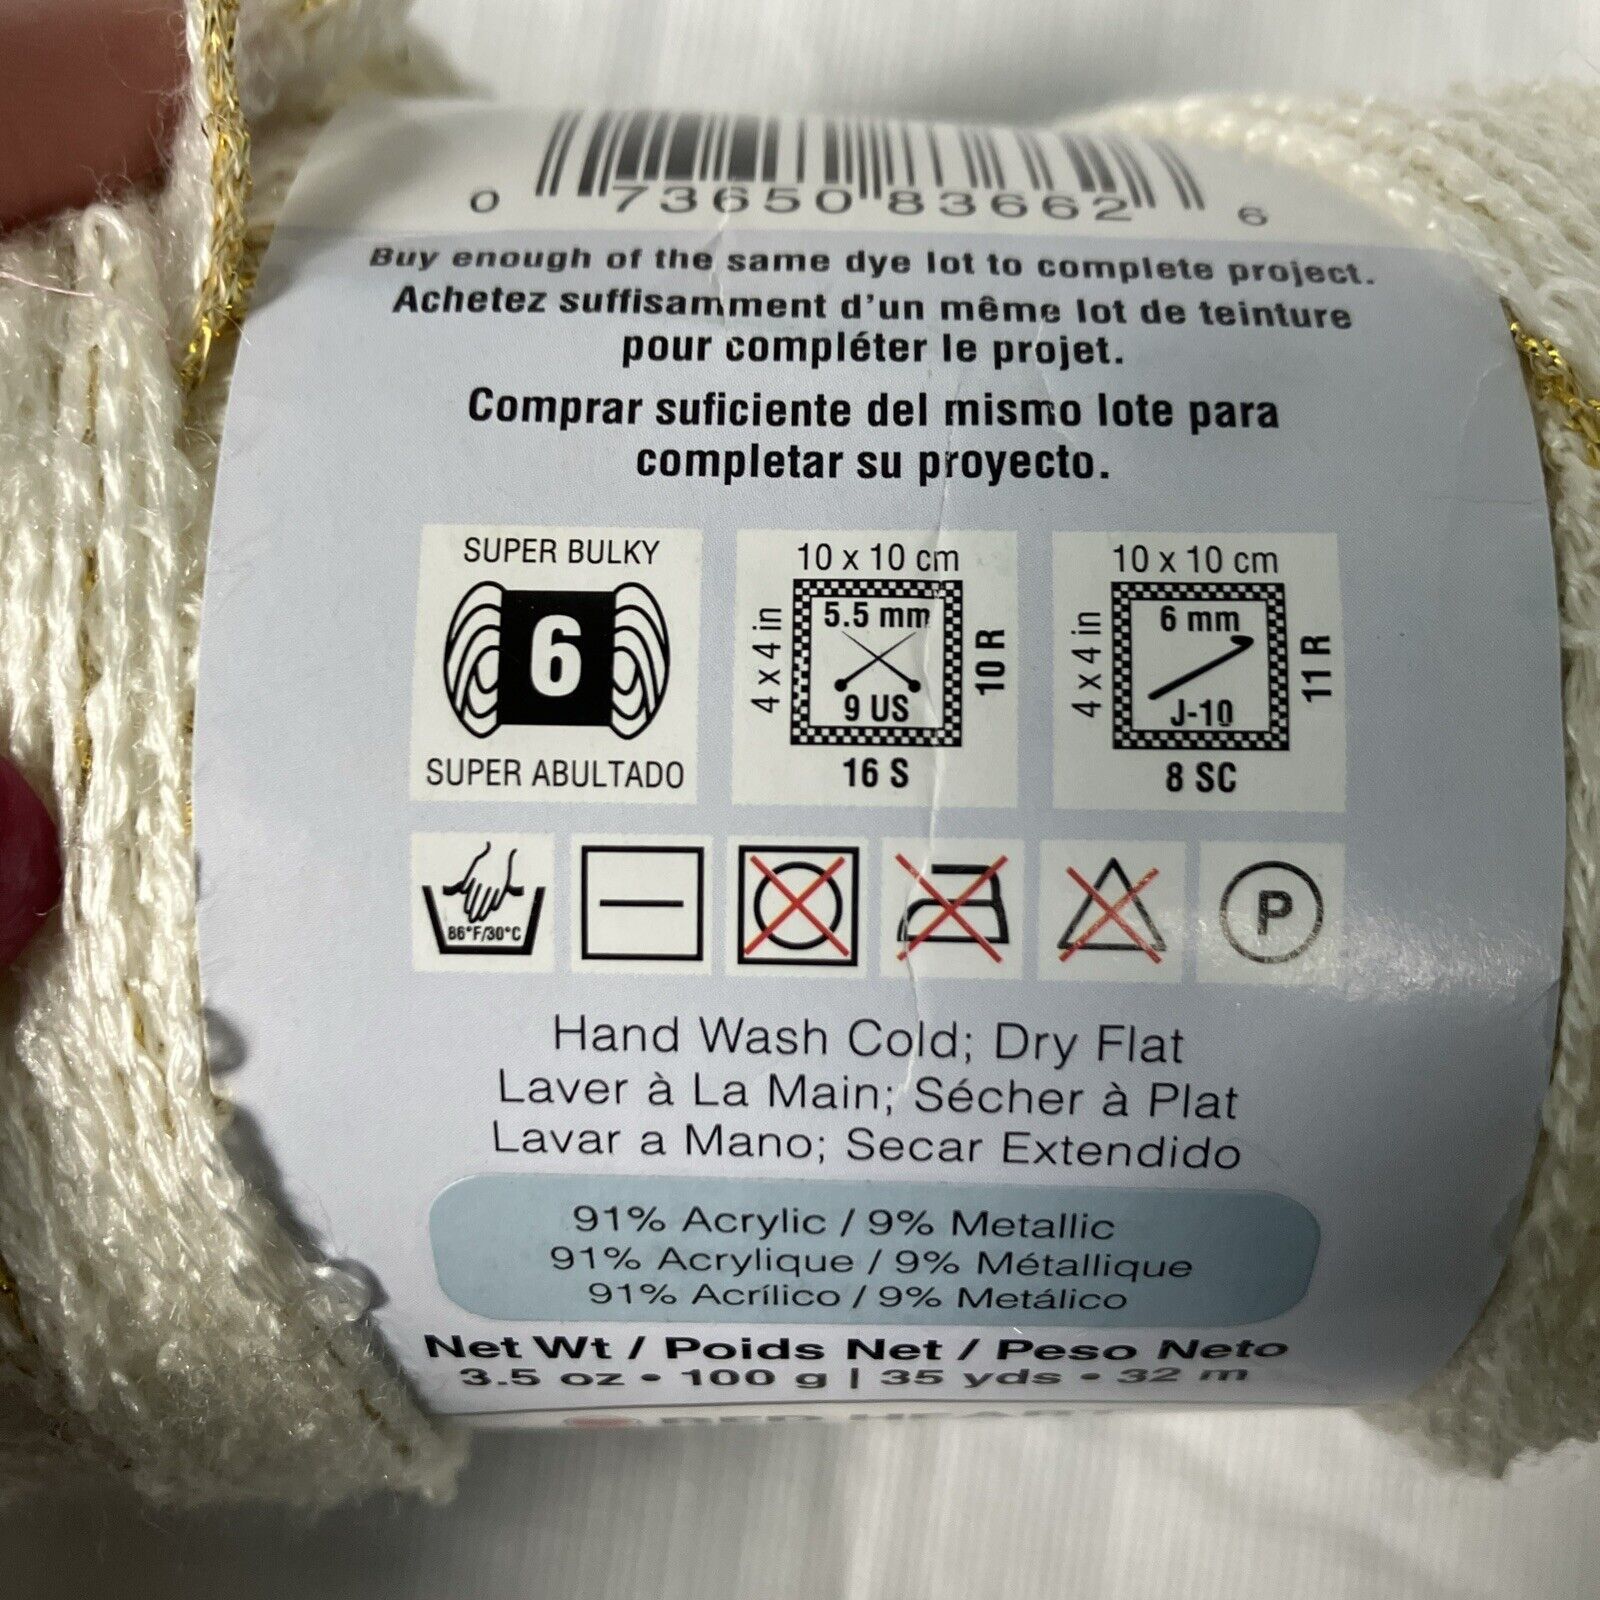 0 73650 83662 6
Buy enough of the same dye lot to complete project.
Achetez suffisamment d'un même lot de teinture
pour compléter le projet.
Comprar suficiente del mismo lote para
completar su proyecto.
SUPER BULKY
6
SUPER ABULTADO
10 x 10 cm
4 x 4 in
5.5 mm
9 US
10 R
16 S
10 x 10 cm
4 x 4 in
6 mm
J-10
11 R
8 SC
86°F/30°C
P
Hand Wash Cold; Dry Flat
Laver à La Main; Sécher à Plat
Lavar a Mano; Secar Extendido
91% Acrylic / 9% Metallic
91% Acrylique / 9% Métallique
91% Acrílico / 9% Metálico
Net Wt / Poids Net / Peso Neto
3.5 oz • 100 g | 35 yds • 32 m
RED HEART